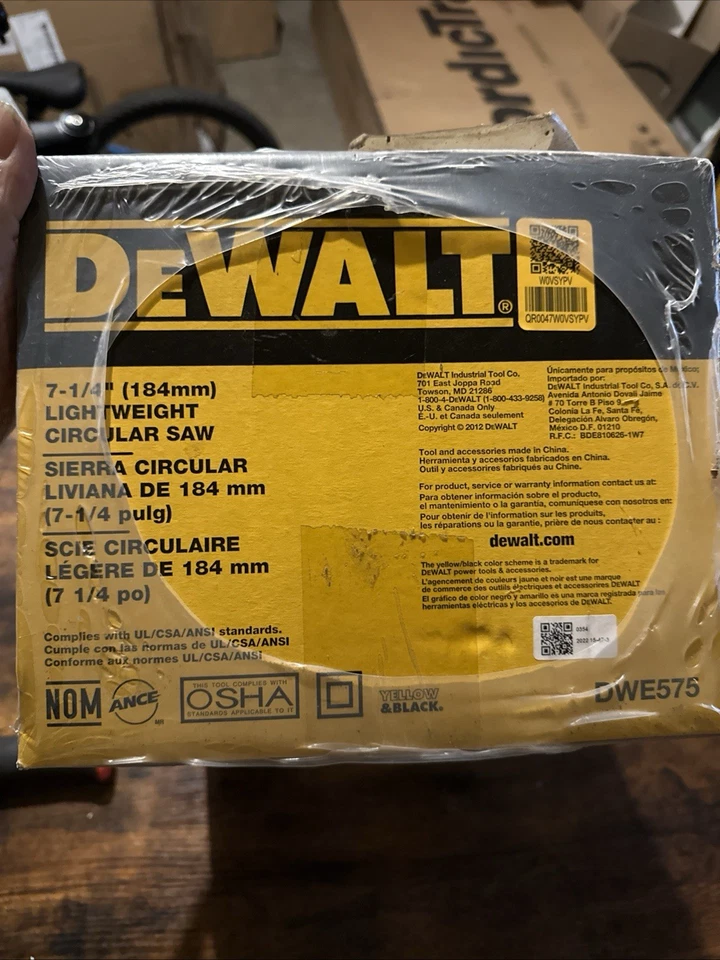 ordicTr
DEWALT®
W0VSYPV
QR0047W0VSYPV
7-1/4" (184mm)
LIGHTWEIGHT
CIRCULAR SAW
SIERRA CIRCULAR
LIVIANA DE 184 mm
(7-1/4 pulg)
SCIE CIRCULAIRE
LÉGÈRE DE 184 mm
(7 1/4 po)
Complies with UL/CSA/ANSI standards.
Cumple con las normas de UL/CSA/ANSI
Conforme aux normes UL/CSA/ANSI
DEWALT Industrial Tool Co.
701 East Joppa Road
Towson, MD 21286
1-800-4-DEWALT (1-800-433-9258)
U.S. & Canada Only
É.-U. et Canada seulement
Copyright © 2012 DEWALT
Únicamente para propósitos de México;
Importado por:
DEWALT Industrial Tool Co, S.A. de C.V.
Avenida Antonio Dovali Jaime
# 70 Torre B Piso 9
Colonia La Fe, Santa Fé,
Delegación Alvaro Obregón,
México D.F. 01210
R.F.C.: BDE810626-1W7
Tool and accessories made in China.
Herramienta y accesorios fabricados en China.
Outil y accessoires fabriqués au China.
For product, service or warranty information contact us at:
Para obtener información sobre el producto,
el mantenimiento o la garantía, comuníquese con nosotros en:
Pour obtenir de l'information sur les produits,
les réparations ou la garantie, prière de nous contacter au :
dewalt.com
The yellow/black color scheme is a trademark for
DEWALT power tools & accessories.
L'agencement de couleurs jaune et noir est une marque
de commerce des outils électriques et accessoires DEWALT
El gráfico de color negro y amarillo es una marca registrada para las
herramientas eléctricas y los accesorios de DEWALT.
0354
NOM
ANCE
THIS TOOL COMPLIES WITH
OSHA
STANDARDS APPLICABLE TO IT
YELLOW
&BLACK®
DWE575